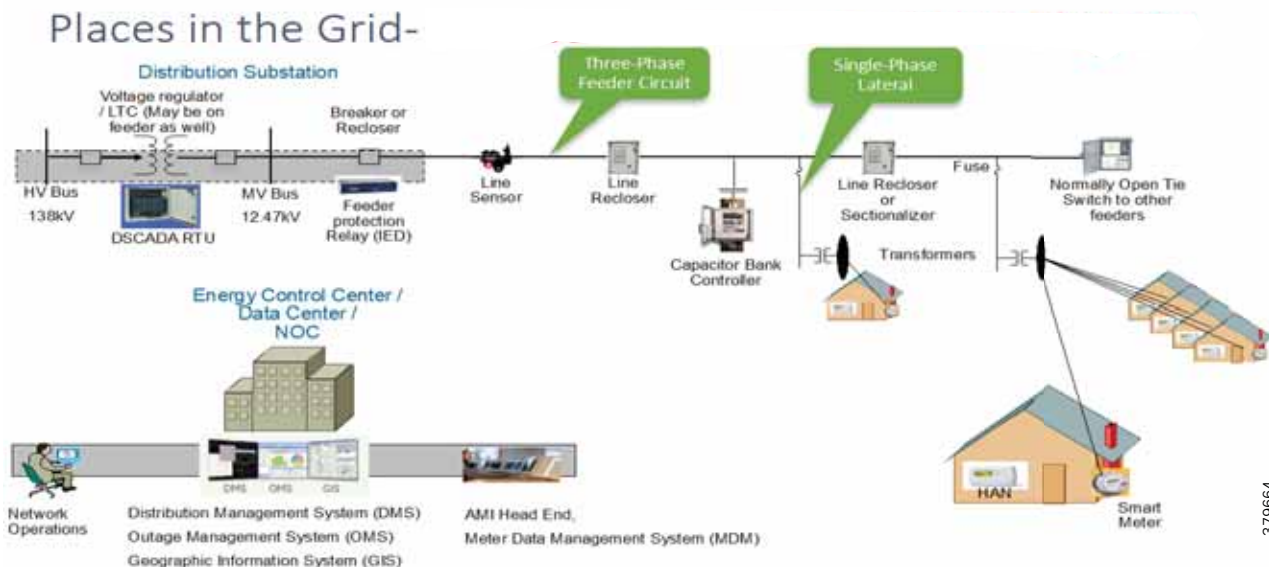 Places in the Grid-
Distribution Substation
Voltage regulator
/ LTC (May be on
feeder as well)
Breaker or
Recloser
Three-Phase
Feeder Circuit
Single-Phase
Lateral
HV Bus
138kV
DSCADA RTU
MV Bus
12.47kV
Feeder
protection
Relay (IED)
Line
Sensor
Line
Recloser
Capacitor Bank
Controller
Line Recloser
or
Sectionalizer
Fuse
Normally Open Tie
Switch to other
feeders
Transformers
Energy Control Center /
Data Center /
NOC
DMS OMS GIS
Network
Operations
Distribution Management System (DMS)
Outage Management System (OMS)
Geographic Information System (GIS)
AMI Head End,
Meter Data Management System (MDM)
HAN
Smart
Meter
379664